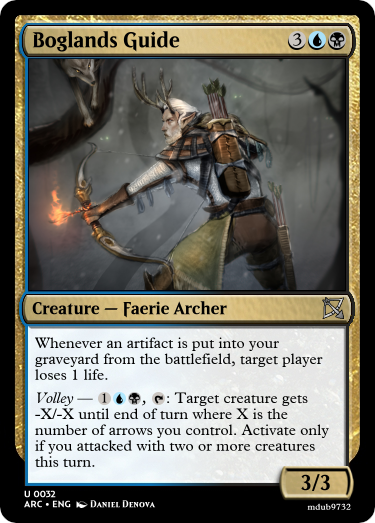 Boglands Guide 3
Creature — Faerie Archer
Whenever an artifact is put into your
graveyard from the battlefield, target player
loses 1 life.
Volley — 1, : Target creature gets
-X/-X until end of turn where X is the
number of arrows you control. Activate only
if you attacked with two or more creatures
this turn.
3/3
U 0032
ARC • ENG DANIEL DENOVA
mdub9732